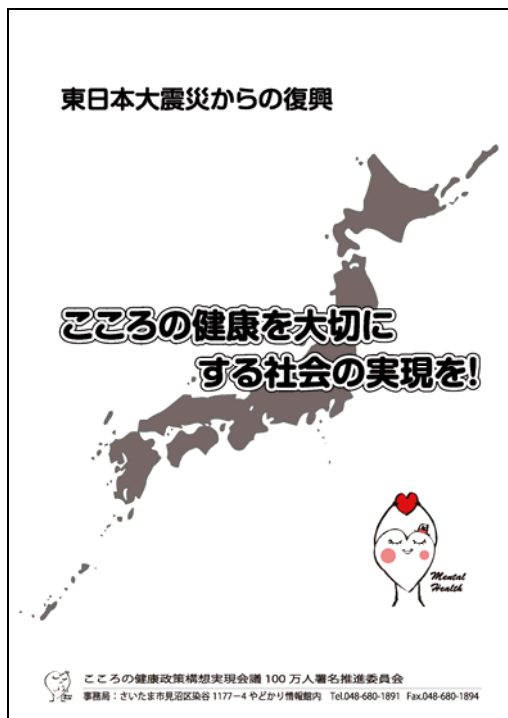 東日本大震災からの復興
こころの健康を大切に
する社会の実現を!
Mental
Health
こころの健康政策構想実現会議 100 万人署名推進委員会
事務局:さいたま市見沼区染谷 1177-4 やどかり情報館内 Tel.048-680-1891 Fax.048-680-1894